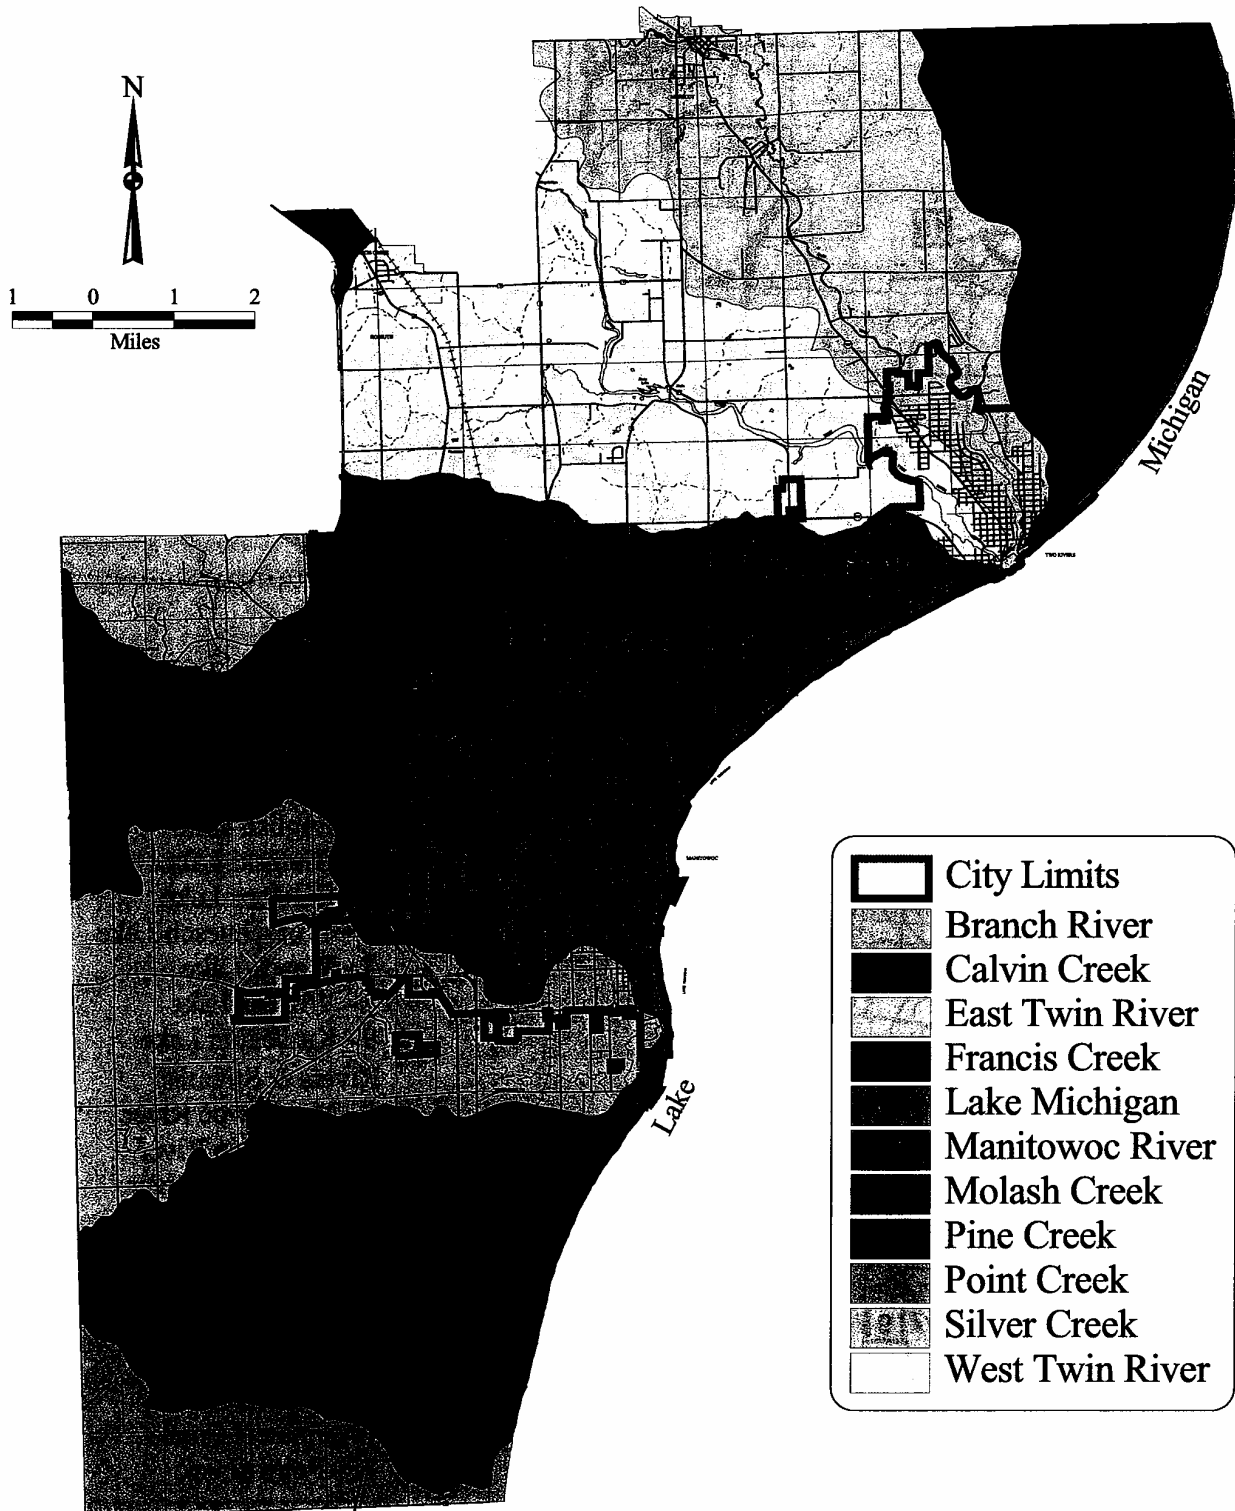 N
1 0 1 2
Miles
Michigan
TWO RIVERS
MANITOWOC
Lake
City Limits
Branch River
Calvin Creek
East Twin River
Francis Creek
Lake Michigan
Manitowoc River
Molash Creek
Pine Creek
Point Creek
Silver Creek
West Twin River